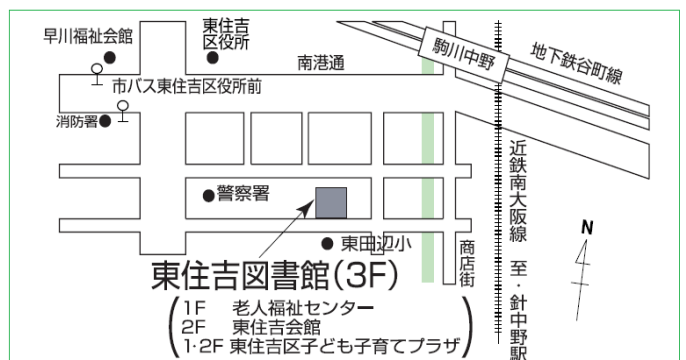 早川福祉会館
東住吉
区役所
南港通
駒川中野
地下鉄谷町線
市バス東住吉区役所前
消防署
警察署
東田辺小
商店街
近鉄南大阪線 至・針中野駅
N
東住吉図書館(3F)
1F 老人福祉センター
2F 東住吉会館
1・2F 東住吉区子ども子育てプラザ